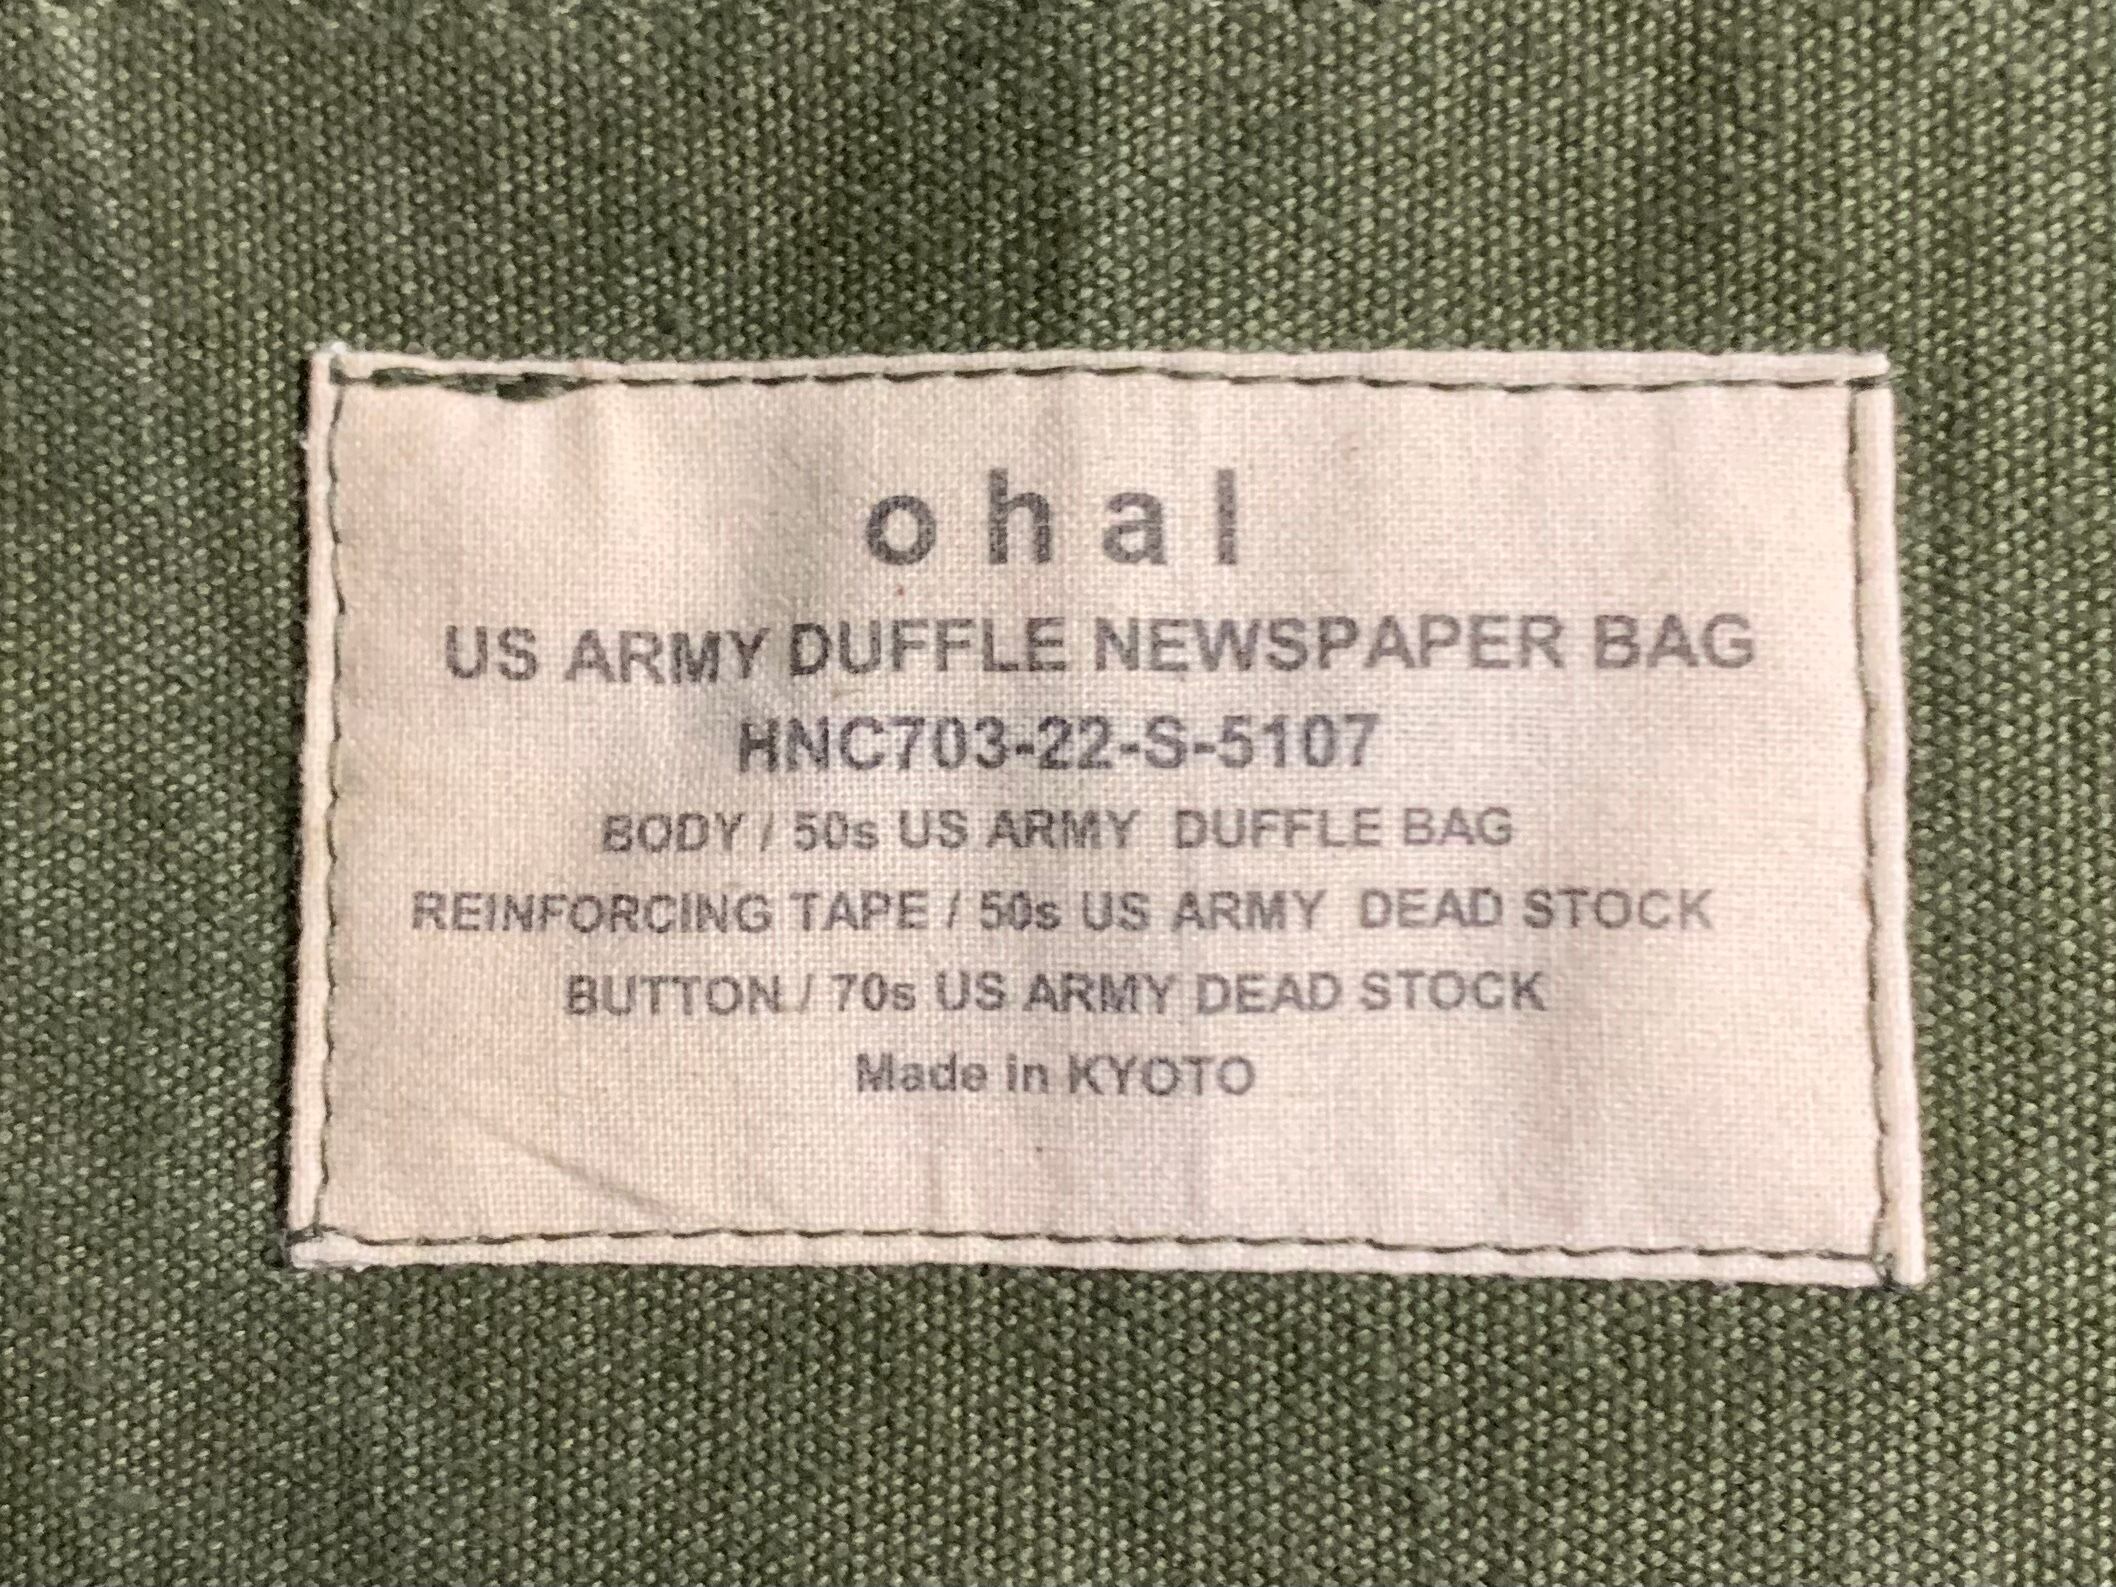 ohal
US ARMY DUFFLE NEWSPAPER BAG
HNC703-22-S-5107
BODY / 50s US ARMY DUFFLE BAG
REINFORCING TAPE / 50s US ARMY DEAD STOCK
BUTTON / 70s US ARMY DEAD STOCK
Made in KYOTO